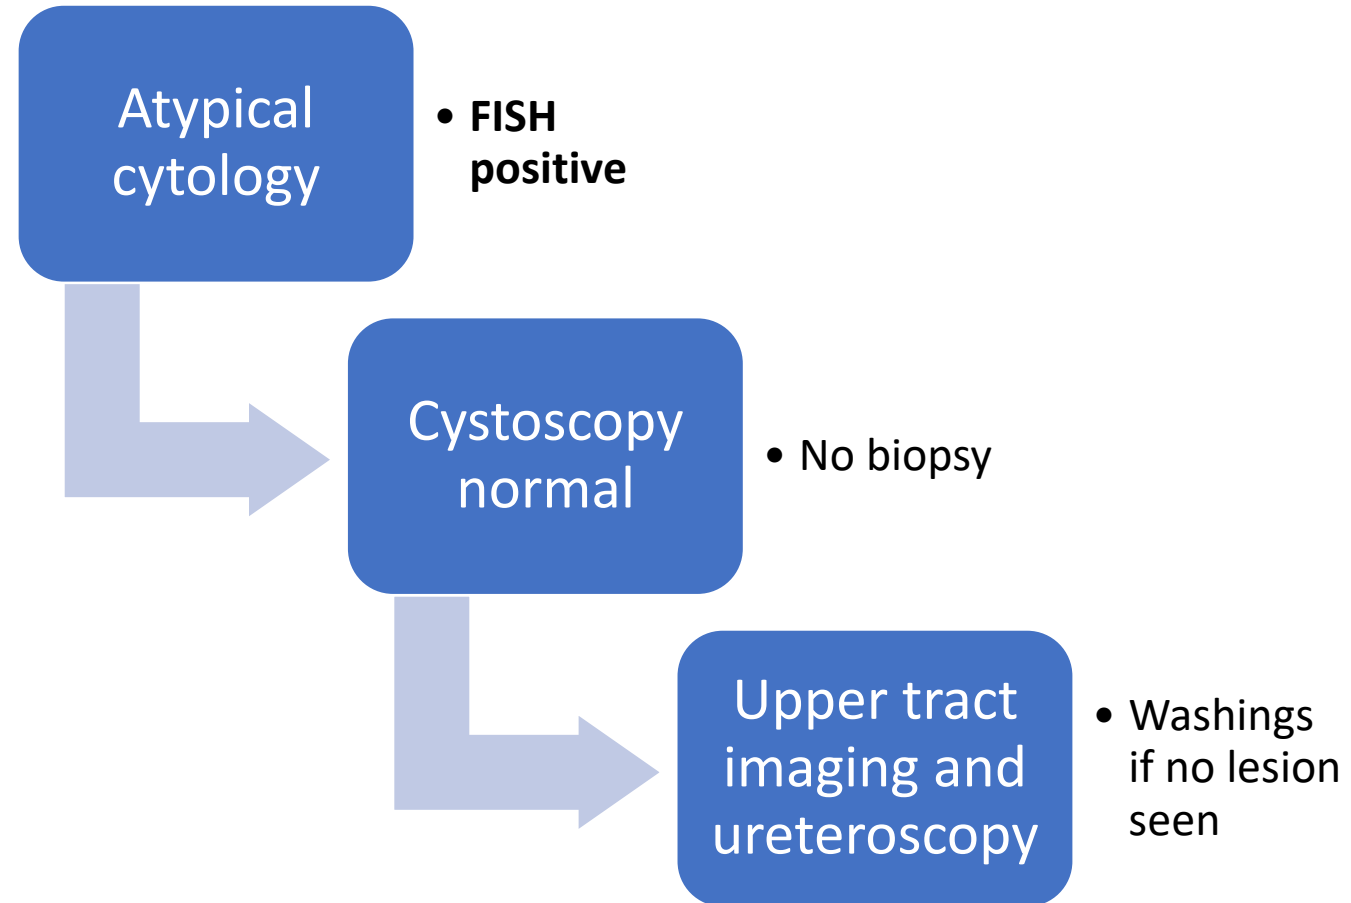 Atypical
cytology
• FISH
positive
Cystoscopy
normal
• No biopsy
Upper tract
imaging and
ureteroscopy
• Washings
if no lesion
seen